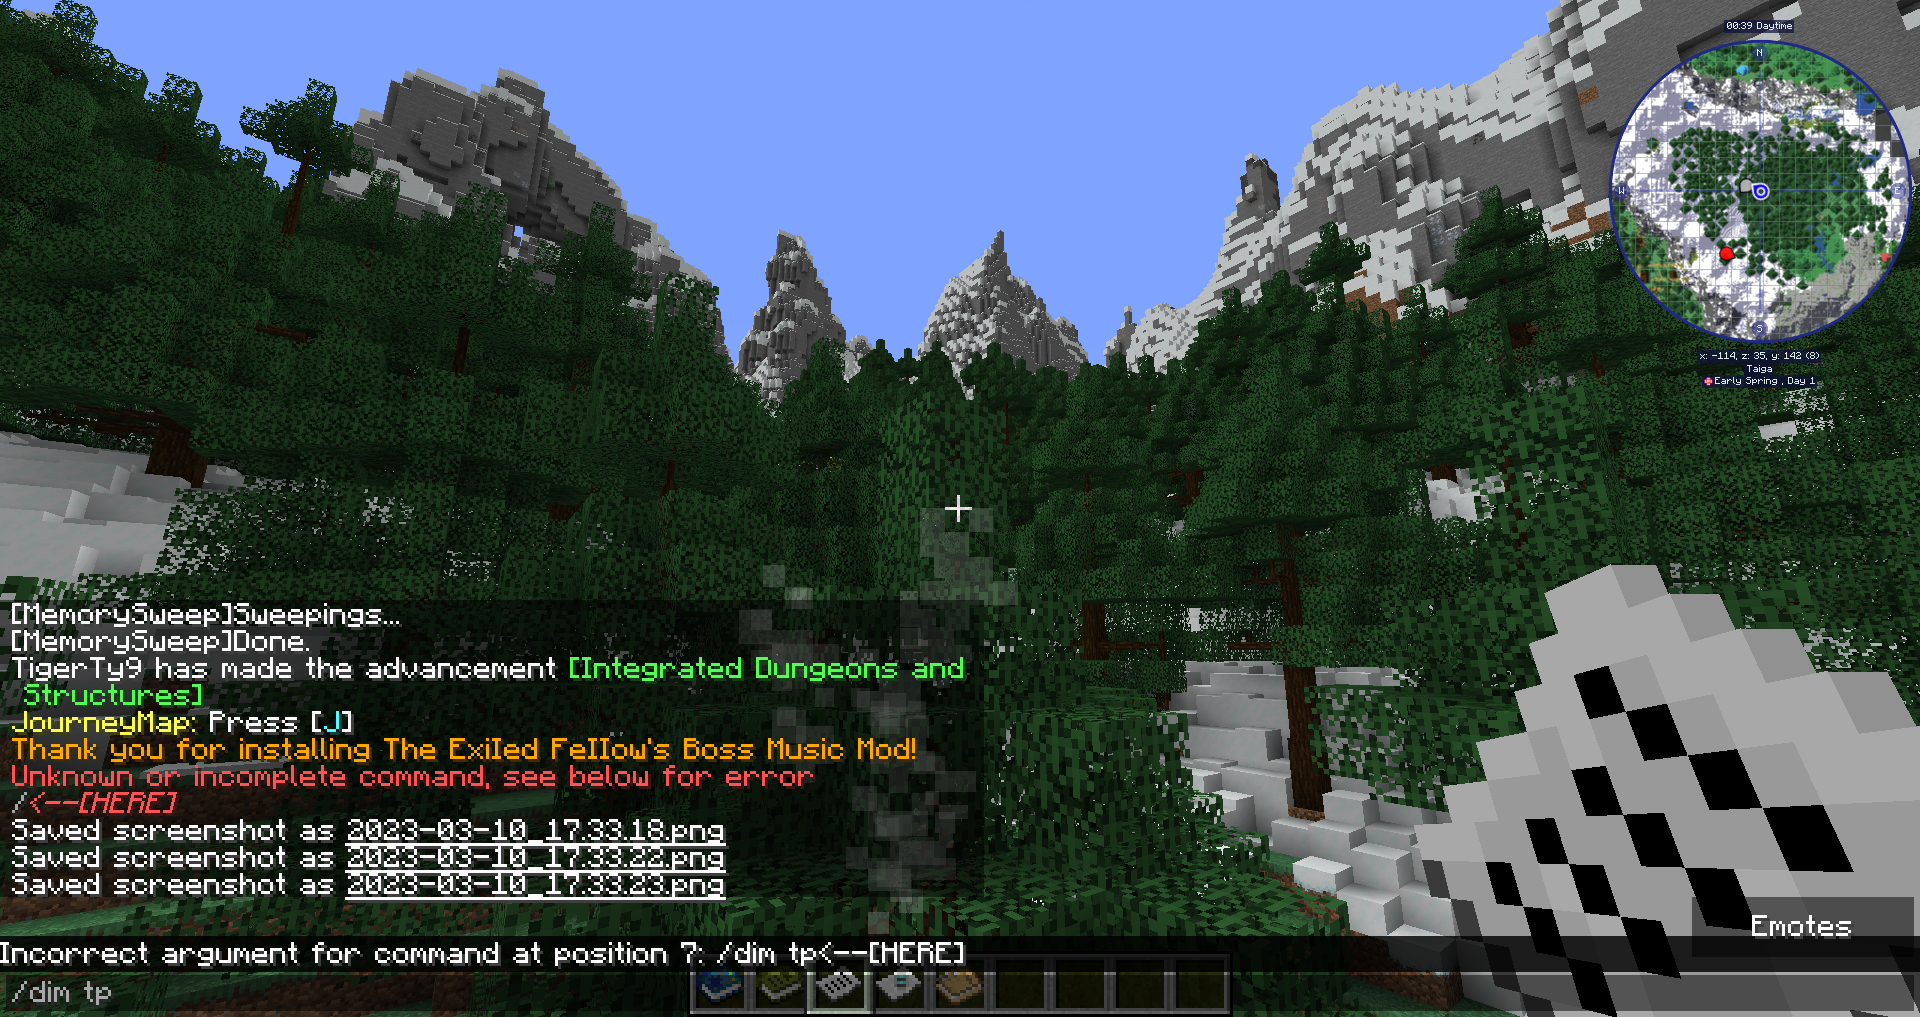 00:39 Daytime
N
W
E
S
x: -114, z: 35, y: 142 (8)
Taiga
Early Spring , Day 1
[MemorySweep]Sweepings...
[MemorySweep]Done.
TigerTy9 has made the advancement [Integrated Dungeons and
Structures]
JourneyMap: Press [J]
Thank you for installing The ExiIed FeIIow's Boss Music Mod!
Unknown or incomplete command, see below for error
/<--[HERE]
Saved screenshot as 2023-03-10_17.33.18.png
Saved screenshot as 2023-03-10_17.33.22.png
Saved screenshot as 2023-03-10_17.33.23.png
Emotes
Incorrect argument for command at position 7: /dim tp<--[HERE]
/dim tp